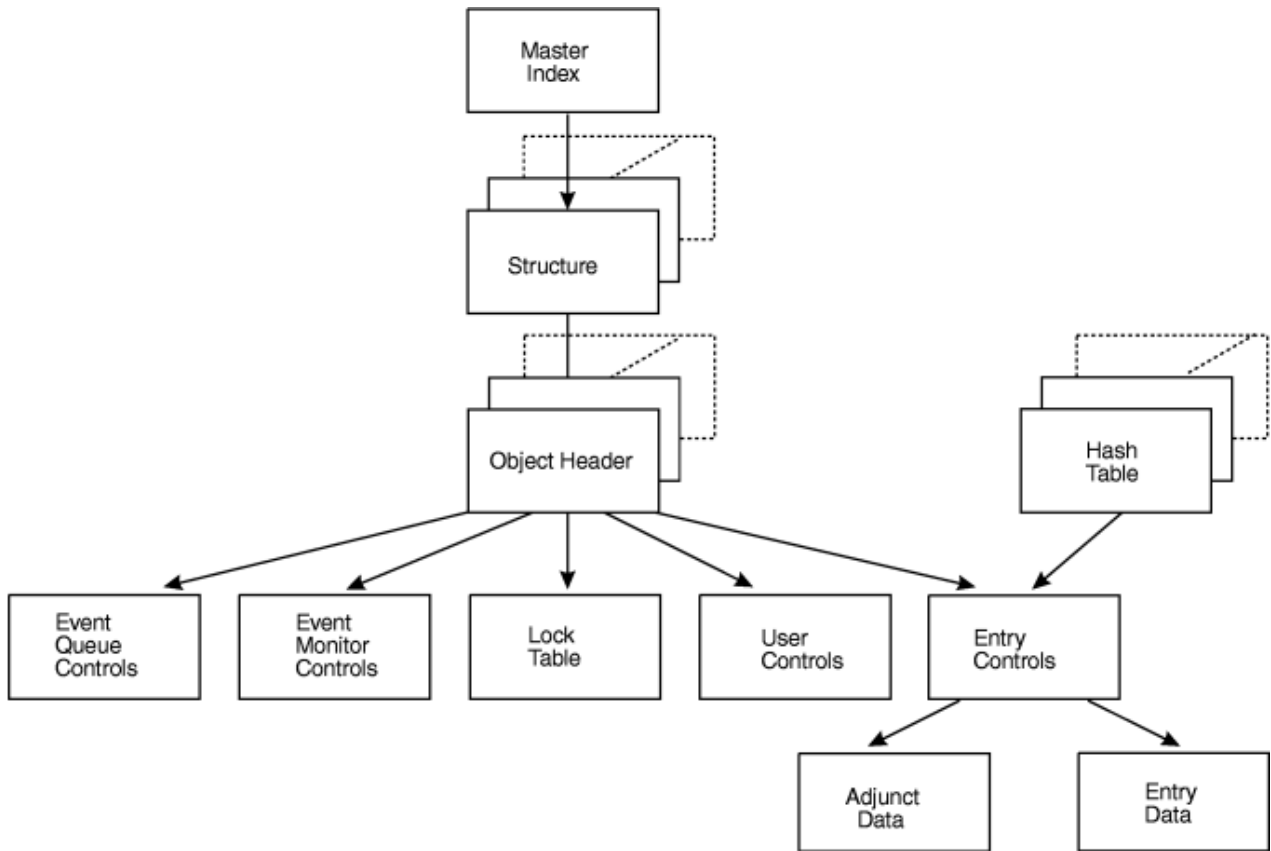 Master
Index
Structure
Object Header
Hash
Table
Event
Queue
Controls
Event
Monitor
Controls
Lock
Table
User
Controls
Entry
Controls
Adjunct
Data
Entry
Data